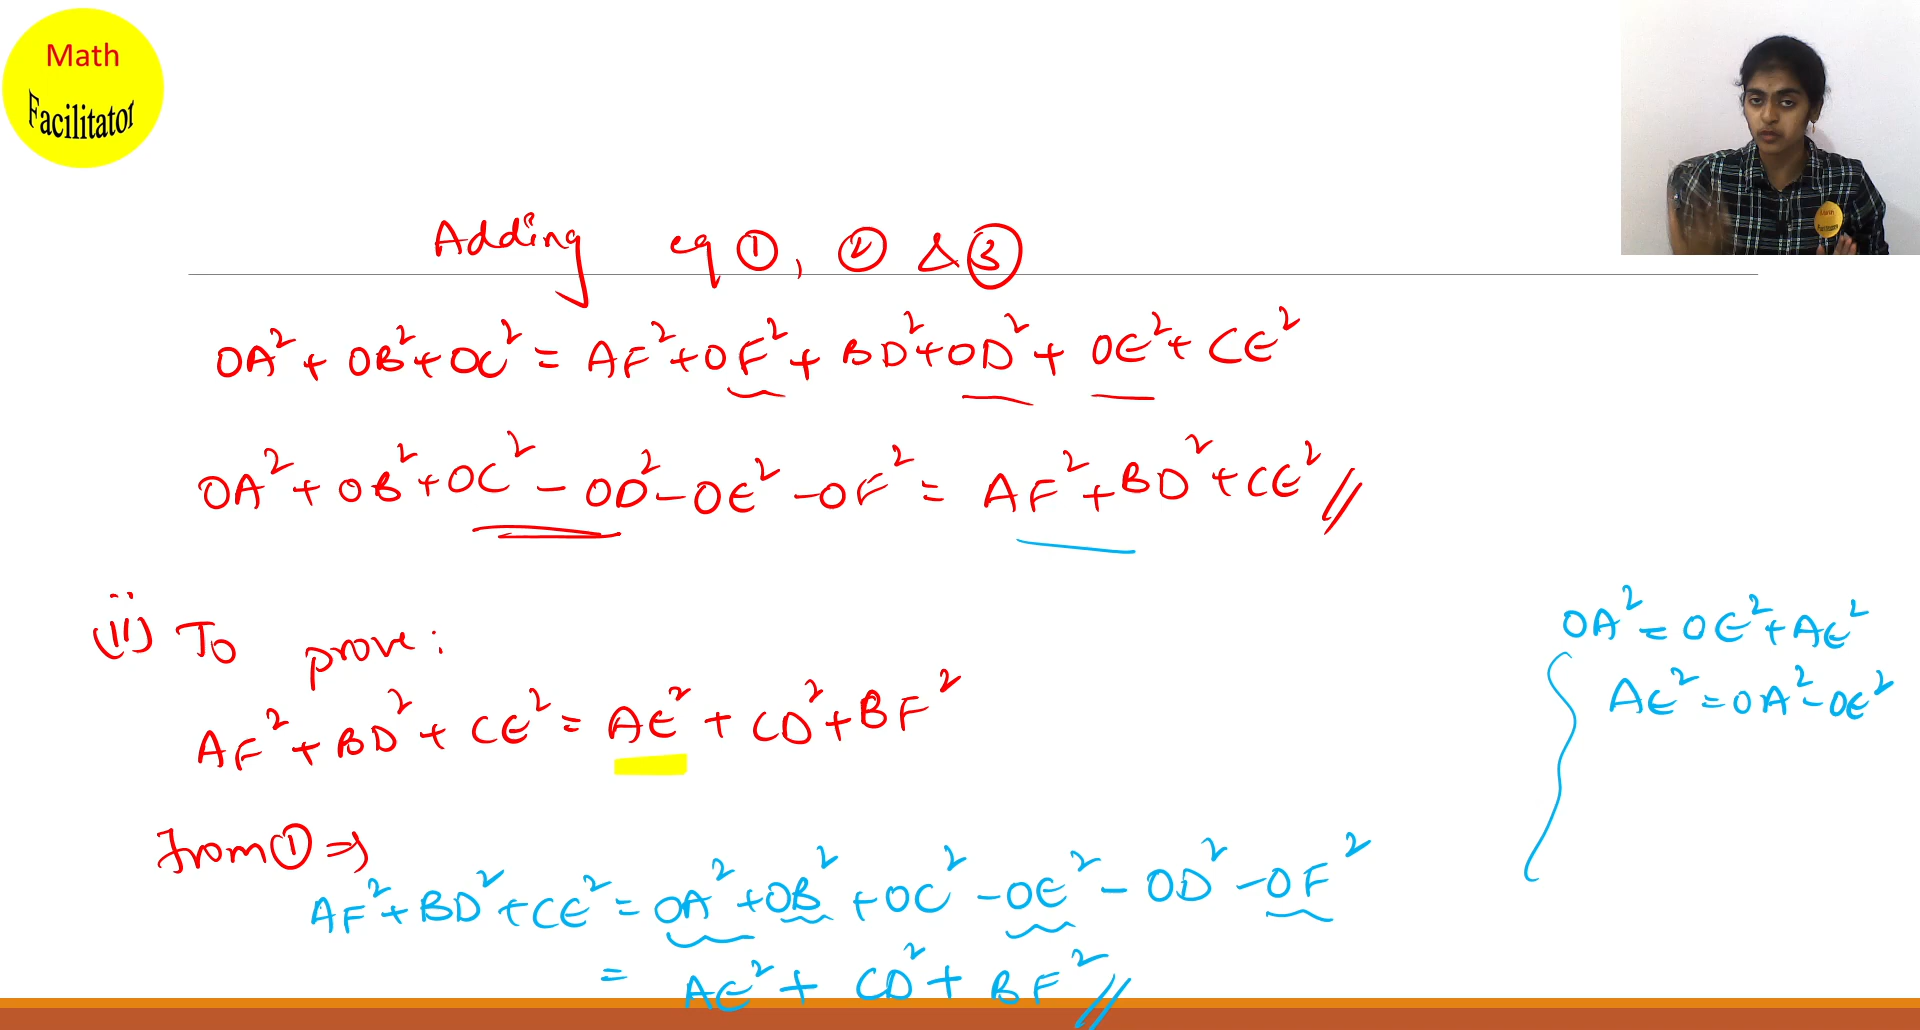 Math
Facilitator
Adding eq ①, ② & ③
OA² + OB² + OC² = AF² + OF² + BD² + OD² + OE² + CE²
OA² + OB² + OC² - OD² - OE² - OF² = AF² + BD² + CE² //
(ii) To prove:
AF² + BD² + CE² = AE² + CD² + BF²
From ① ⇒
AF² + BD² + CE² = OA² + OB² + OC² - OE² - OD² - OF²
= AE² + CD² + BF² //
OA² = OE² + AE²
AE² = OA² - OE²